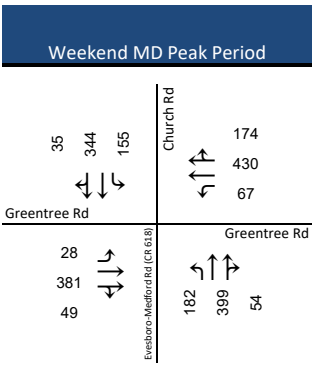 Weekend MD Peak Period
35 344 155
Church Rd
174
430
67
Greentree Rd
Greentree Rd
28
381
49
Evesboro-Medford Rd (CR 618)
182 399 54